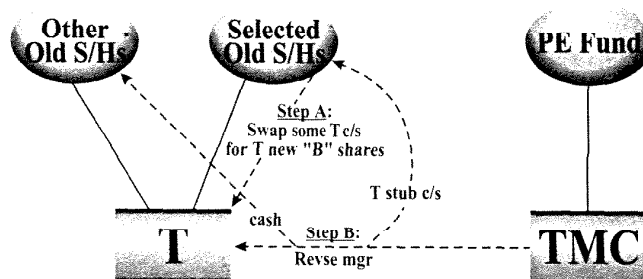 Other
Old S/Hs
Selected
Old S/Hs
PE Fund
Step A:
Swap some T c/s
for T new "B" shares
T stub c/s
cash
Step B:
Revse mgr
T
TMC